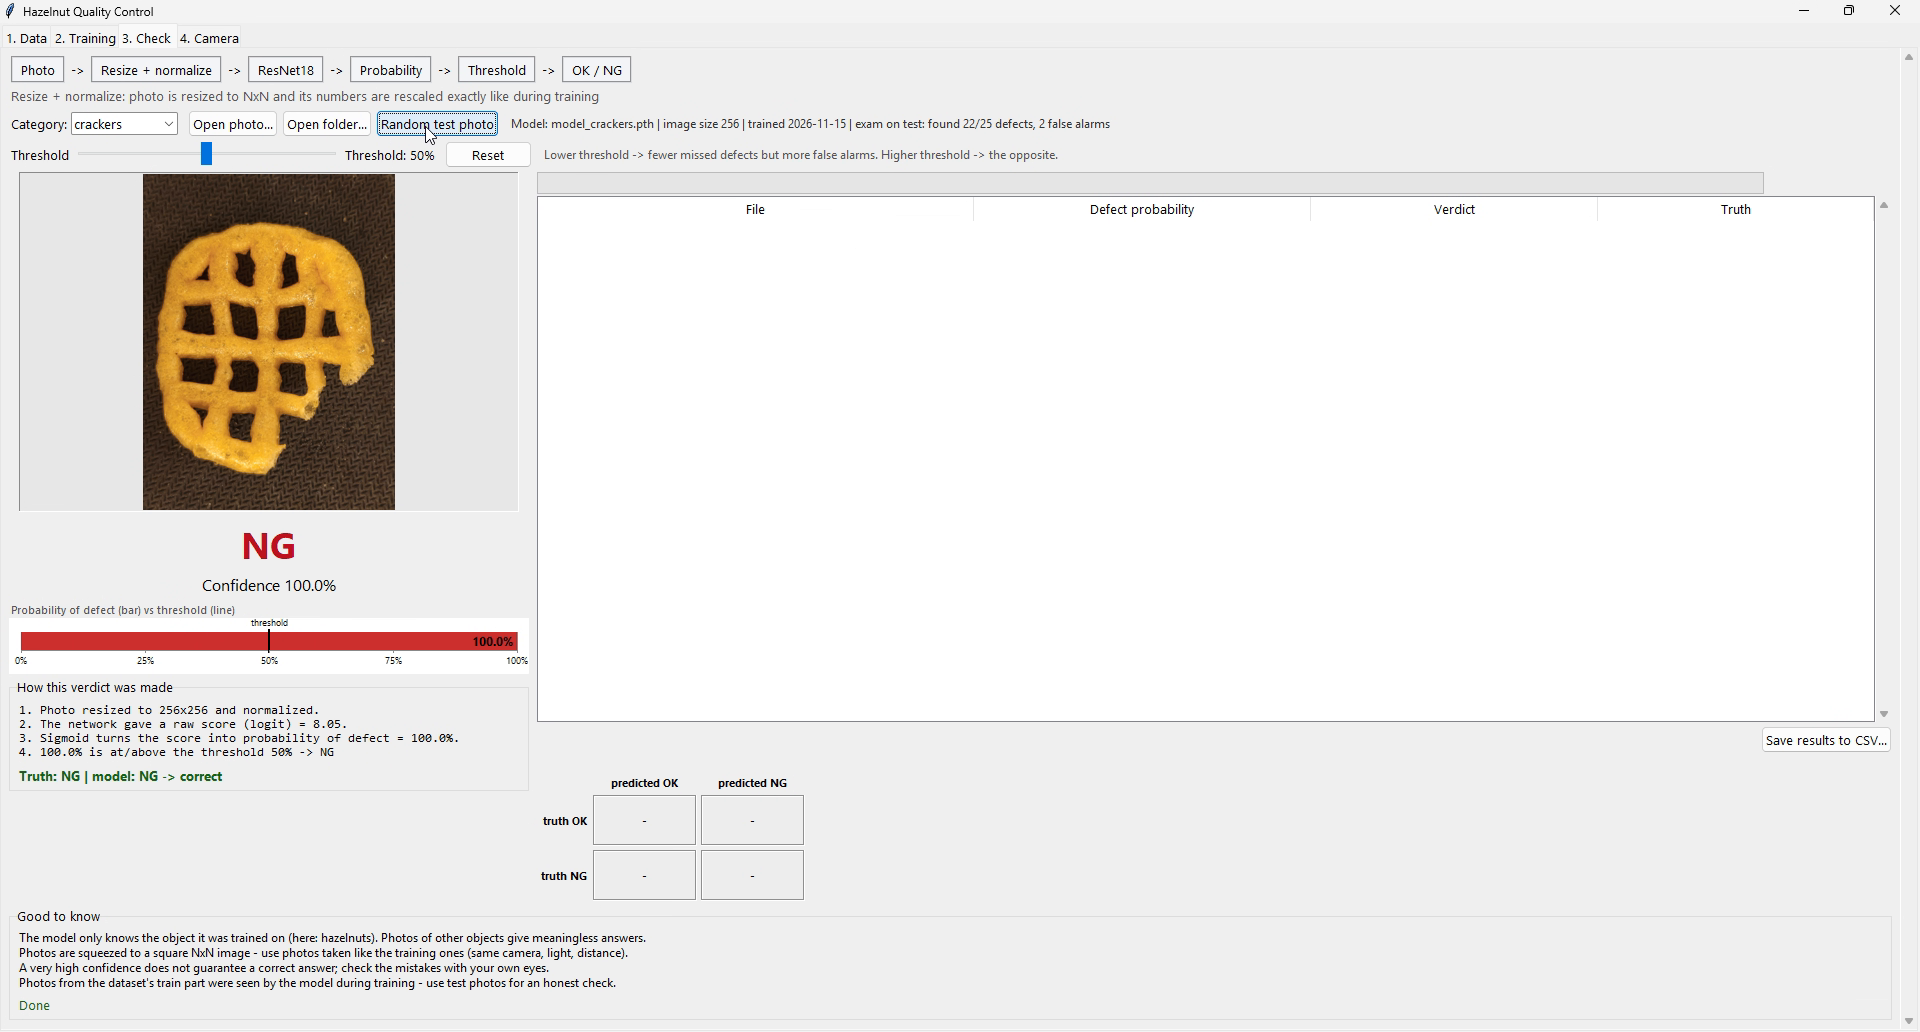 Hazelnut Quality Control
1. Data 2. Training 3. Check 4. Camera
Photo -> Resize + normalize -> ResNet18 -> Probability -> Threshold -> OK / NG
Resize + normalize: photo is resized to NxN and its numbers are rescaled exactly like during training
Category: crackers Open photo... Open folder... Random test photo Model: model_crackers.pth | image size 256 | trained 2026-11-15 | exam on test: found 22/25 defects, 2 false alarms
Threshold Threshold: 50% Reset Lower threshold -> fewer missed defects but more false alarms. Higher threshold -> the opposite.
File Defect probability Verdict Truth
NG
Confidence 100.0%
Probability of defect (bar) vs threshold (line)
threshold
100.0%
0% 25% 50% 75% 100%
How this verdict was made
1. Photo resized to 256x256 and normalized.
2. The network gave a raw score (logit) = 8.05.
3. Sigmoid turns the score into probability of defect = 100.0%.
4. 100.0% is at/above the threshold 50% -> NG
Truth: NG | model: NG -> correct
Save results to CSV...
predicted OK predicted NG
truth OK - -
truth NG - -
Good to know
The model only knows the object it was trained on (here: hazelnuts). Photos of other objects give meaningless answers.
Photos are squeezed to a square NxN image - use photos taken like the training ones (same camera, light, distance).
A very high confidence does not guarantee a correct answer; check the mistakes with your own eyes.
Photos from the dataset's train part were seen by the model during training - use test photos for an honest check.
Done